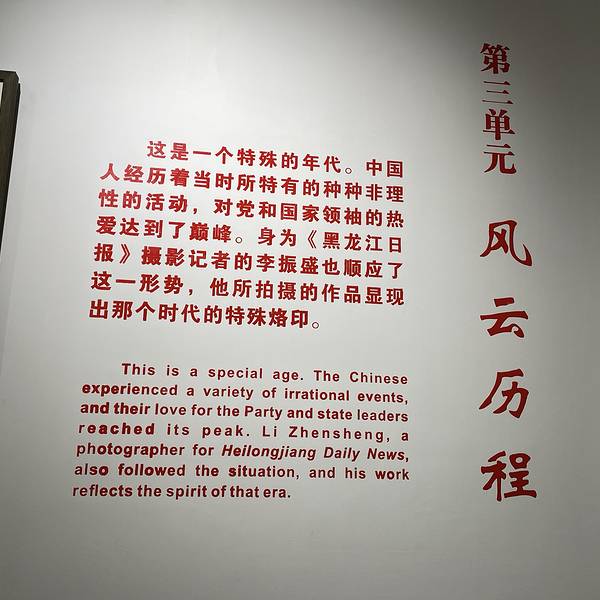 第三单元 风云历程
这是一个特殊的年代。中国
人经历着当时所特有的种种非理
性的活动，对党和国家领袖的热
爱达到了巅峰。身为《黑龙江日
报》摄影记者的李振盛也顺应了
这一形势，他所拍摄的作品显现
出那个时代的特殊烙印。
This is a special age. The Chinese
experienced a variety of irrational events,
and their love for the Party and state leaders
reached its peak. Li Zhensheng, a
photographer for Heilongjiang Daily News,
also followed the situation, and his work
reflects the spirit of that era.